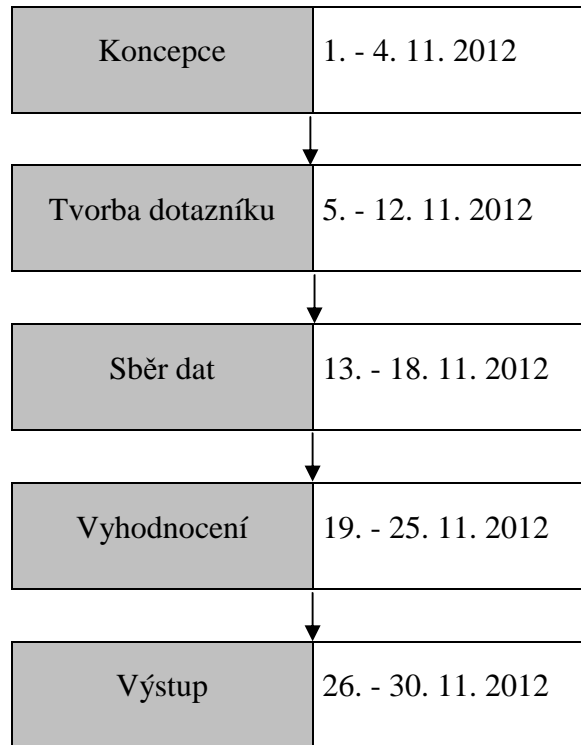 Koncepce 1. - 4. 11. 2012
Tvorba dotazníku 5. - 12. 11. 2012
Sběr dat 13. - 18. 11. 2012
Vyhodnocení 19. - 25. 11. 2012
Výstup 26. - 30. 11. 2012